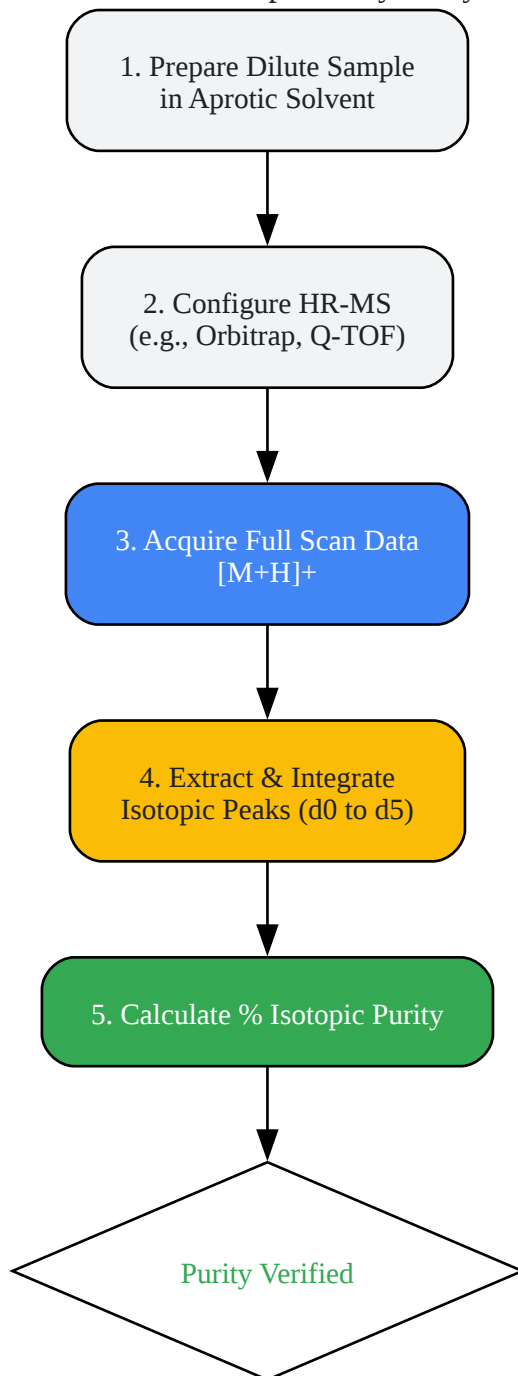 1. Prepare Dilute Sample
in Aprotic Solvent
2. Configure HR-MS
(e.g., Orbitrap, Q-TOF)
3. Acquire Full Scan Data
[M+H]+
4. Extract & Integrate
Isotopic Peaks (d0 to d5)
5. Calculate % Isotopic Purity
Purity Verified